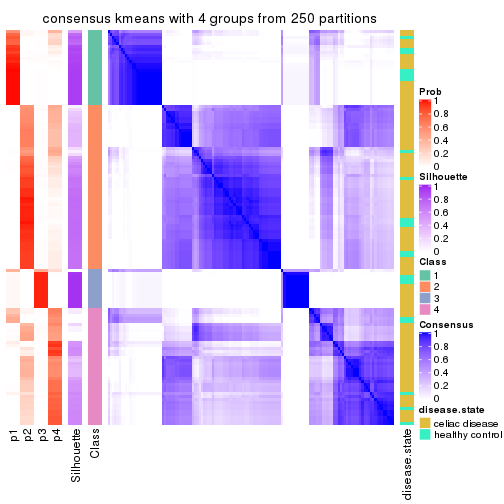 consensus kmeans with 4 groups from 250 partitions
Prob
1
0.8
0.6
0.4
0.2
0
Silhouette
1
0.8
0.6
0.4
0.2
0
Class
1
2
3
4
Consensus
1
0.8
0.6
0.4
0.2
0
disease.state
celiac disease
healthy control
p1
p2
p3
p4
Silhouette
Class
disease.state